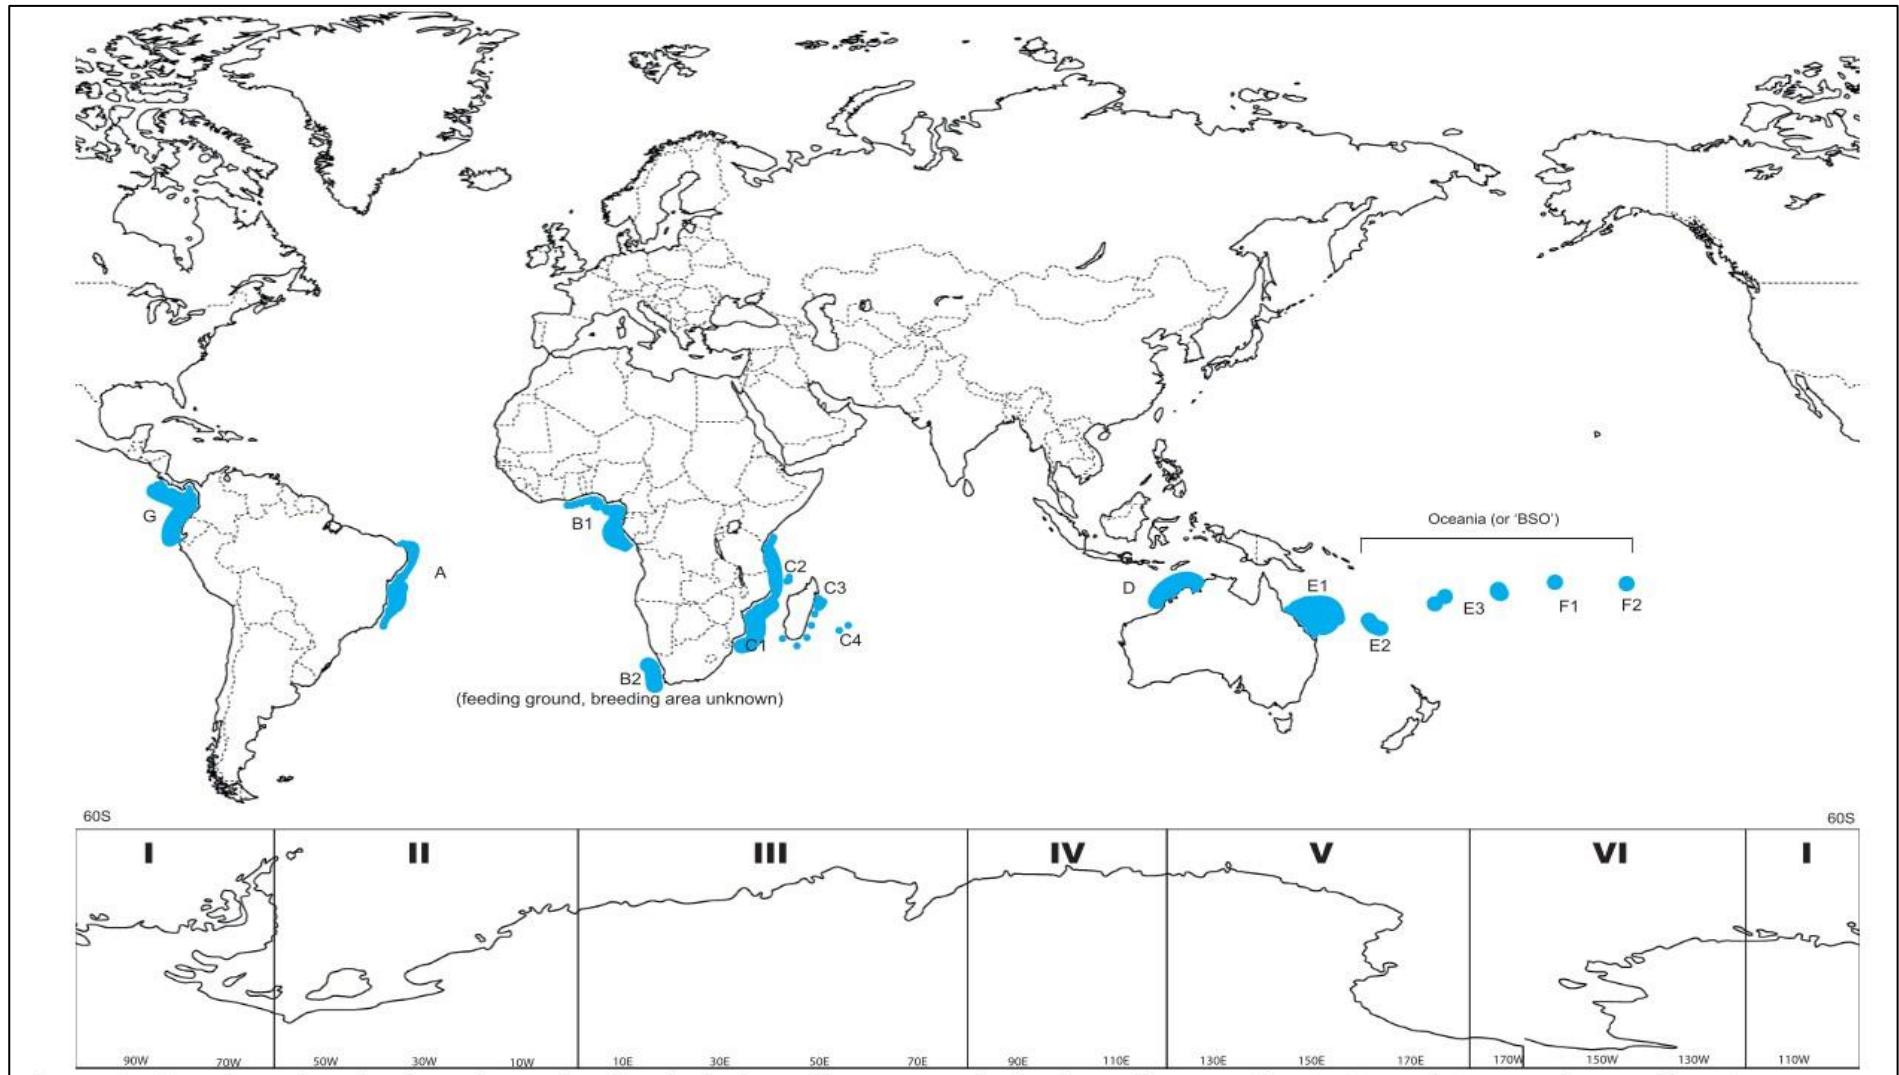 Oceania (or ‘BSO’)
G
A
B1
C2
C3
C4
C1
B2
(feeding ground, breeding area unknown)
D
E1
E2
E3
F1
F2
60S
60S
I
II
III
IV
V
VI
I
90W
70W
50W
30W
10W
10E
30E
50E
70E
90E
110E
130E
150E
170E
170W
150W
130W
110W